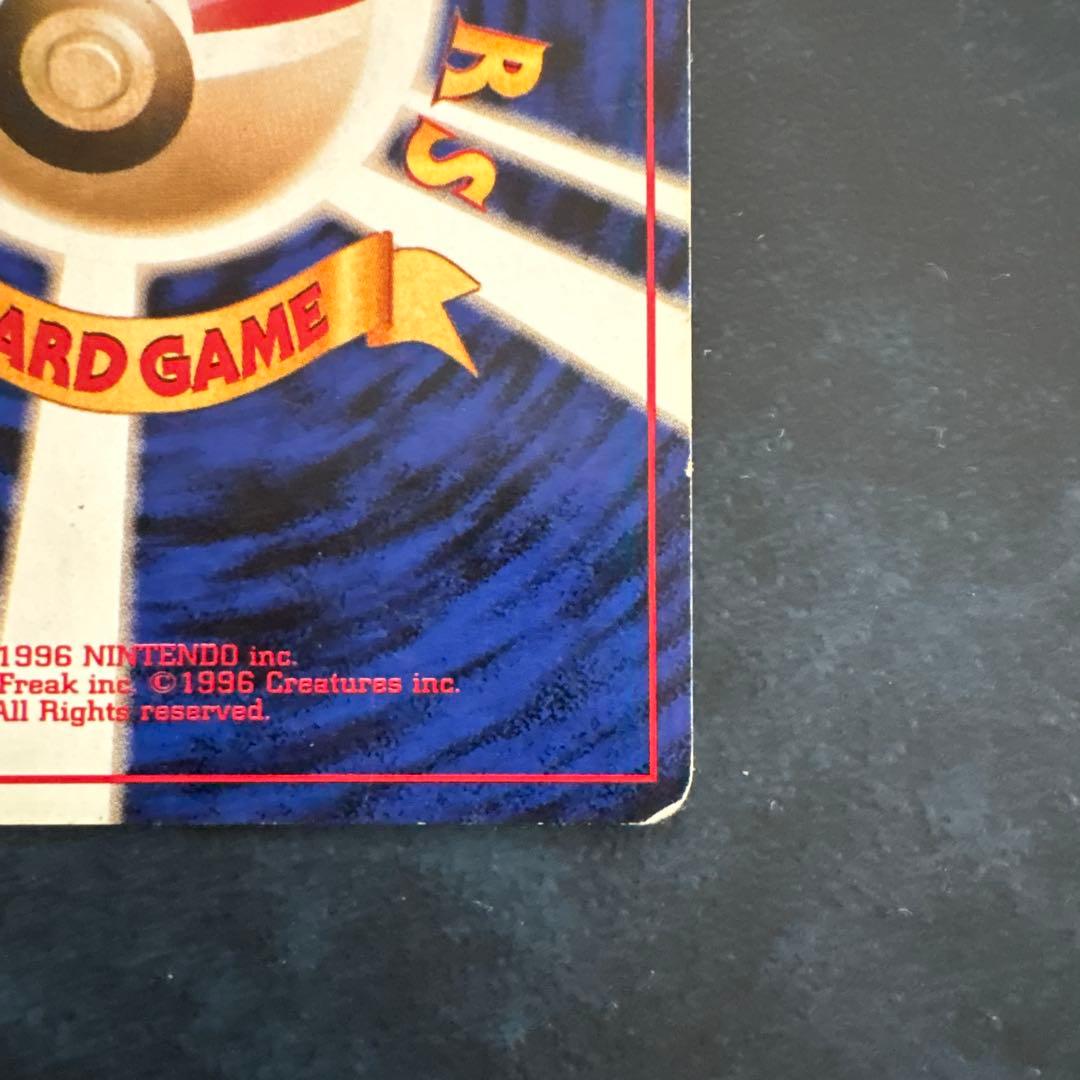 RS
ARD GAME
1996 NINTENDO inc.
Freak inc. ©1996 Creatures inc.
All Rights reserved.